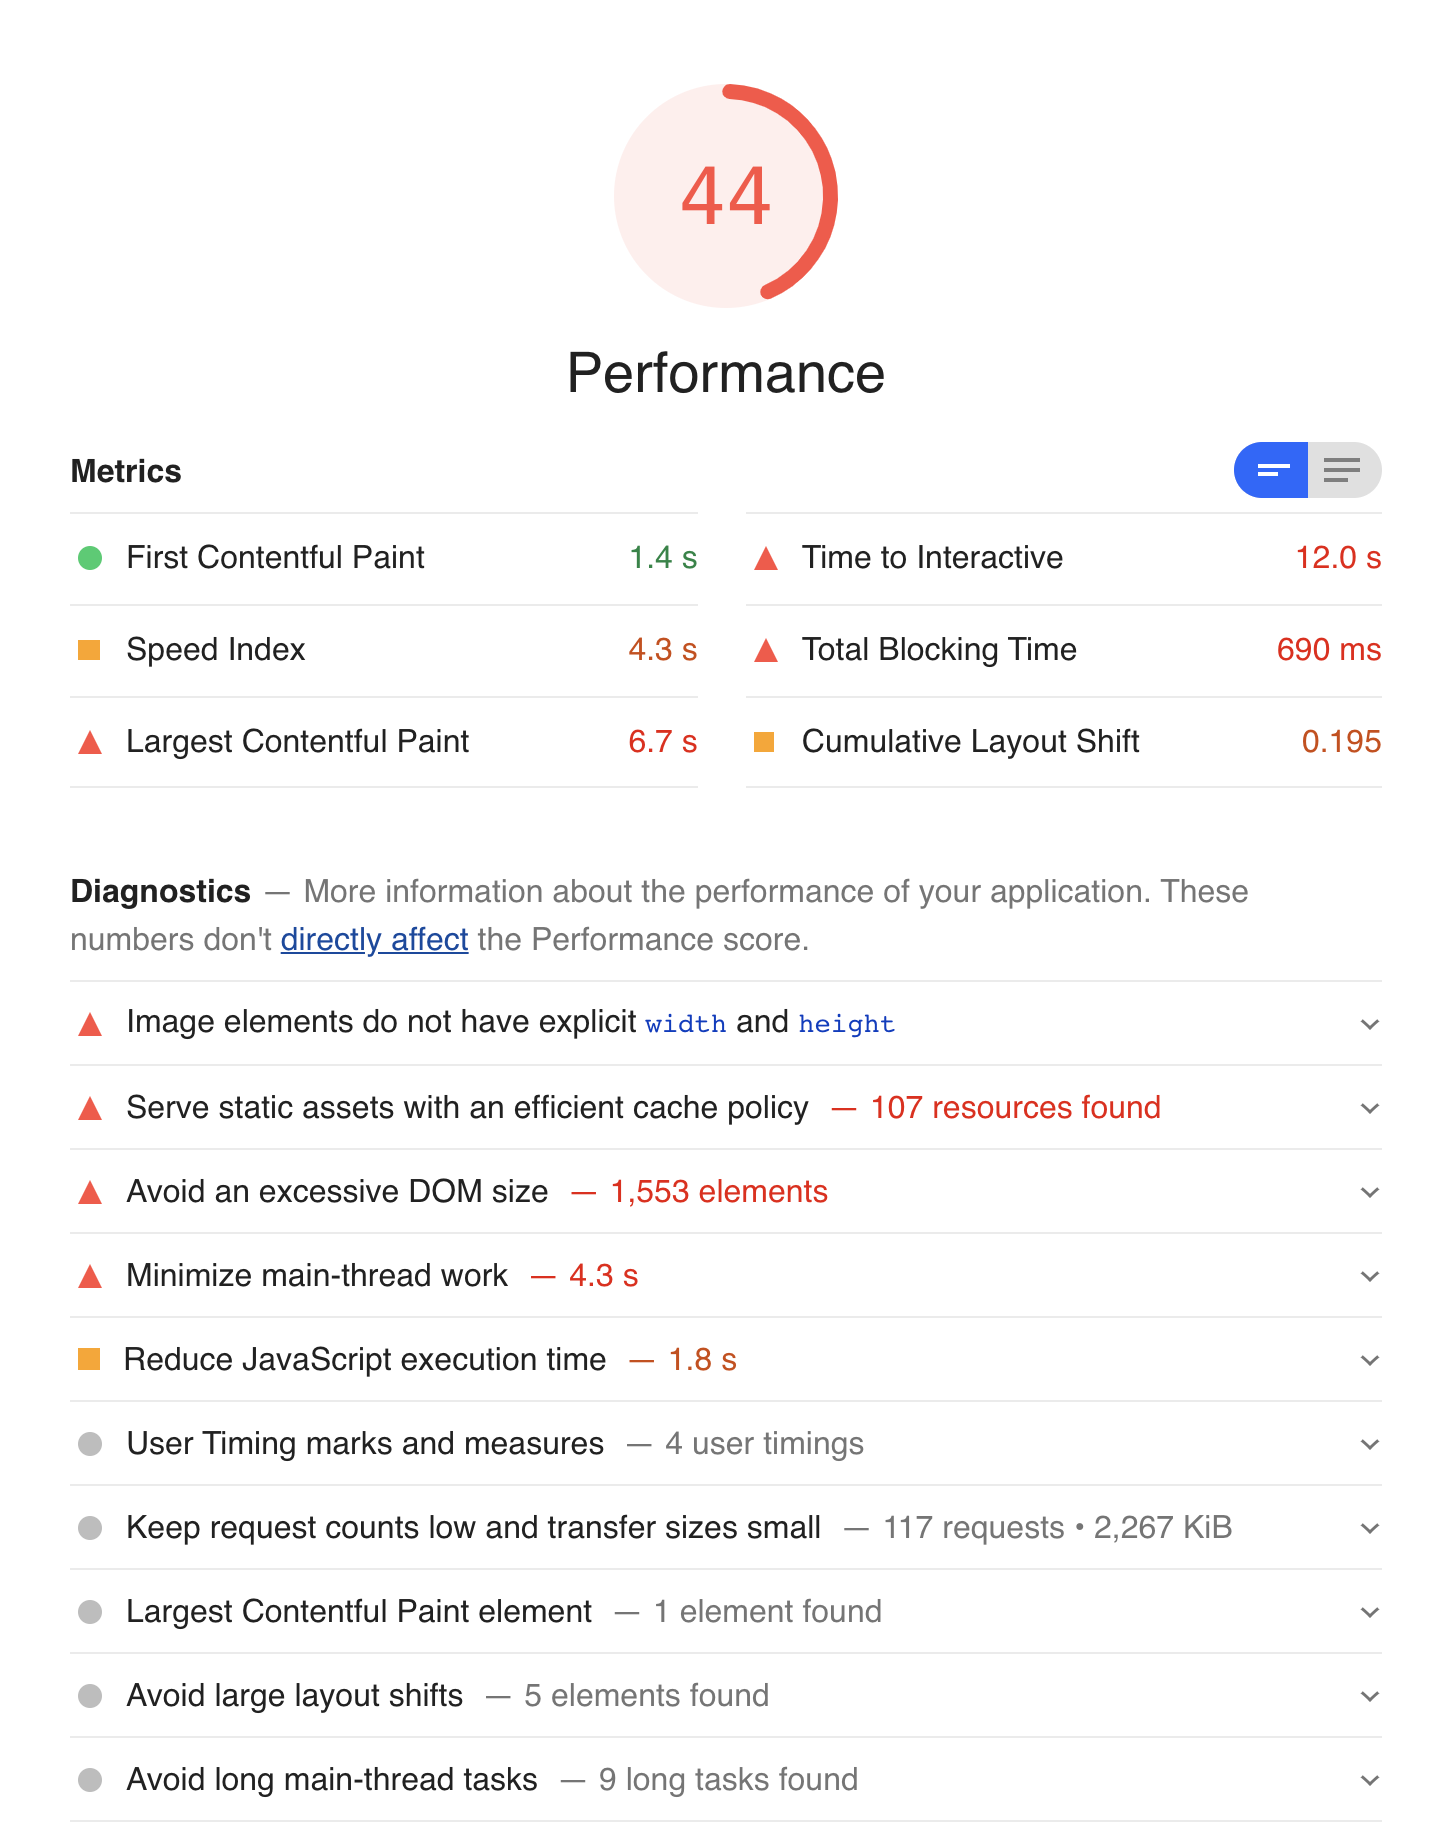 44
Performance
Metrics
First Contentful Paint 1.4 s
Time to Interactive 12.0 s
Speed Index 4.3 s
Total Blocking Time 690 ms
Largest Contentful Paint 6.7 s
Cumulative Layout Shift 0.195
Diagnostics — More information about the performance of your application. These
numbers don't directly affect the Performance score.
Image elements do not have explicit width and height
Serve static assets with an efficient cache policy — 107 resources found
Avoid an excessive DOM size — 1,553 elements
Minimize main-thread work — 4.3 s
Reduce JavaScript execution time — 1.8 s
User Timing marks and measures — 4 user timings
Keep request counts low and transfer sizes small — 117 requests • 2,267 KiB
Largest Contentful Paint element — 1 element found
Avoid large layout shifts — 5 elements found
Avoid long main-thread tasks — 9 long tasks found